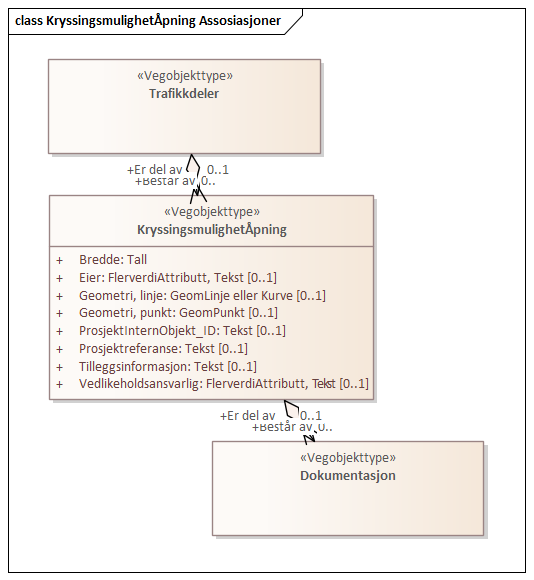 class KryssingsmulighetÅpning Assosiasjoner
«Vegobjekttype»
Trafikkdeler
+Er del av 0..1
+Består av 0..
«Vegobjekttype»
KryssingsmulighetÅpning
+ Bredde: Tall
+ Eier: FlerverdiAttributt, Tekst [0..1]
+ Geometri, linje: GeomLinje eller Kurve [0..1]
+ Geometri, punkt: GeomPunkt [0..1]
+ ProsjektInternObjekt_ID: Tekst [0..1]
+ Prosjektreferanse: Tekst [0..1]
+ Tilleggsinformasjon: Tekst [0..1]
+ Vedlikeholdsansvarlig: FlerverdiAttributt, Tekst [0..1]
+Er del av 0..1
+Består av 0..
«Vegobjekttype»
Dokumentasjon